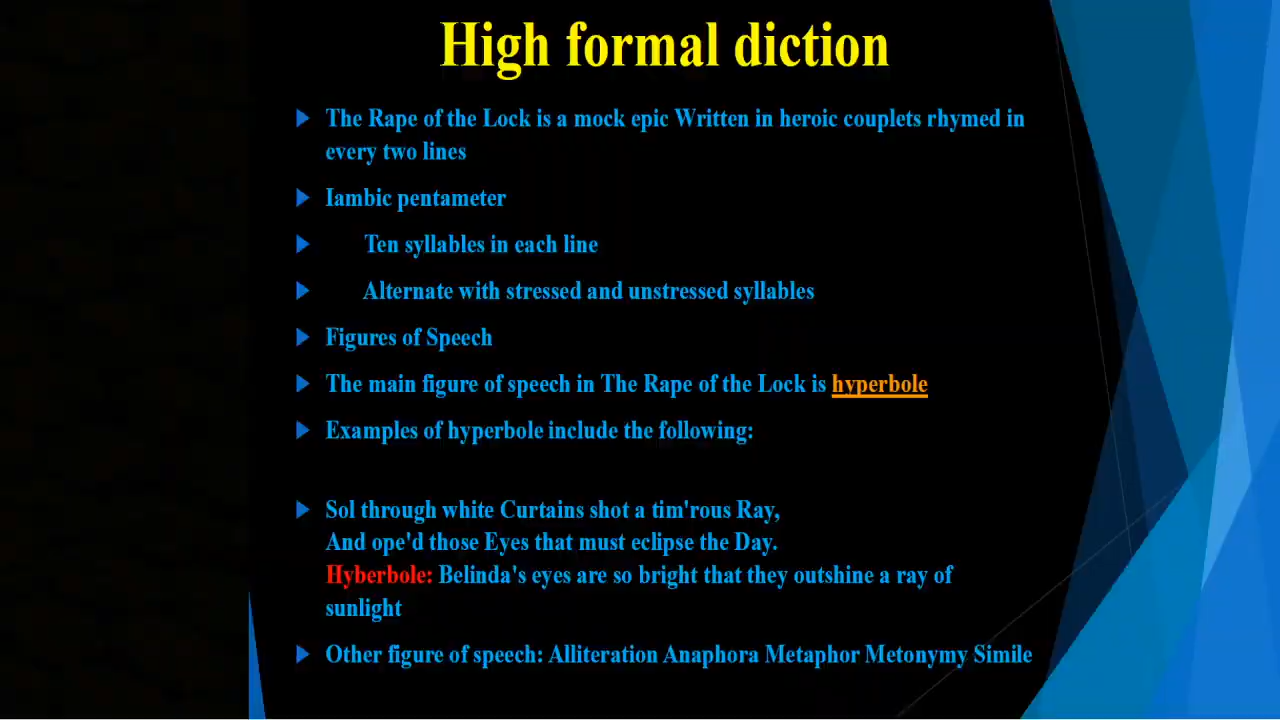 High formal diction
The Rape of the Lock is a mock epic Written in heroic couplets rhymed in
every two lines
Iambic pentameter
Ten syllables in each line
Alternate with stressed and unstressed syllables
Figures of Speech
The main figure of speech in The Rape of the Lock is hyperbole
Examples of hyperbole include the following:
Sol through white Curtains shot a tim'rous Ray,
And ope'd those Eyes that must eclipse the Day.
Hyberbole: Belinda's eyes are so bright that they outshine a ray of
sunlight
Other figure of speech: Alliteration Anaphora Metaphor Metonymy Simile